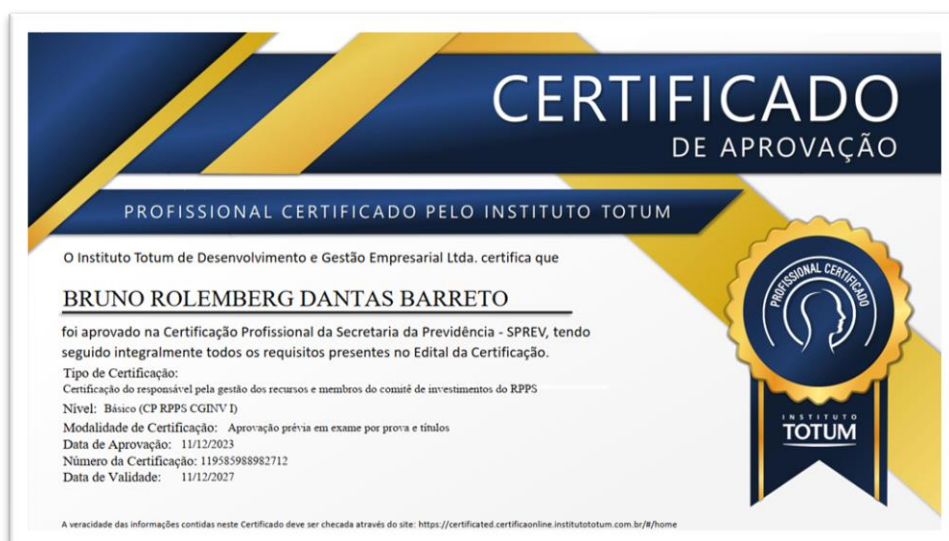 CERTIFICADO
DE APROVAÇÃO
PROFISSIONAL CERTIFICADO PELO INSTITUTO TOTUM
O Instituto Totum de Desenvolvimento e Gestão Empresarial Ltda. certifica que
BRUNO ROLEMBERG DANTAS BARRETO
foi aprovado na Certificação Profissional da Secretaria da Previdência - SPREV, tendo
seguido integralmente todos os requisitos presentes no Edital da Certificação.
Tipo de Certificação:
Certificação do responsável pela gestão dos recursos e membros do comitê de investimentos do RPPS
Nível: Básico (CP RPPS CGINV I)
Modalidade de Certificação: Aprovação prévia em exame por prova e títulos
Data de Aprovação: 11/12/2023
Número da Certificação: 119585988982712
Data de Validade: 11/12/2027
PROFISSIONAL CERTIFICADO
INSTITUTO
TOTUM
A veracidade das informações contidas neste Certificado deve ser checada através do site: https://certificated.certificaonline.institutototum.com.br/#/home